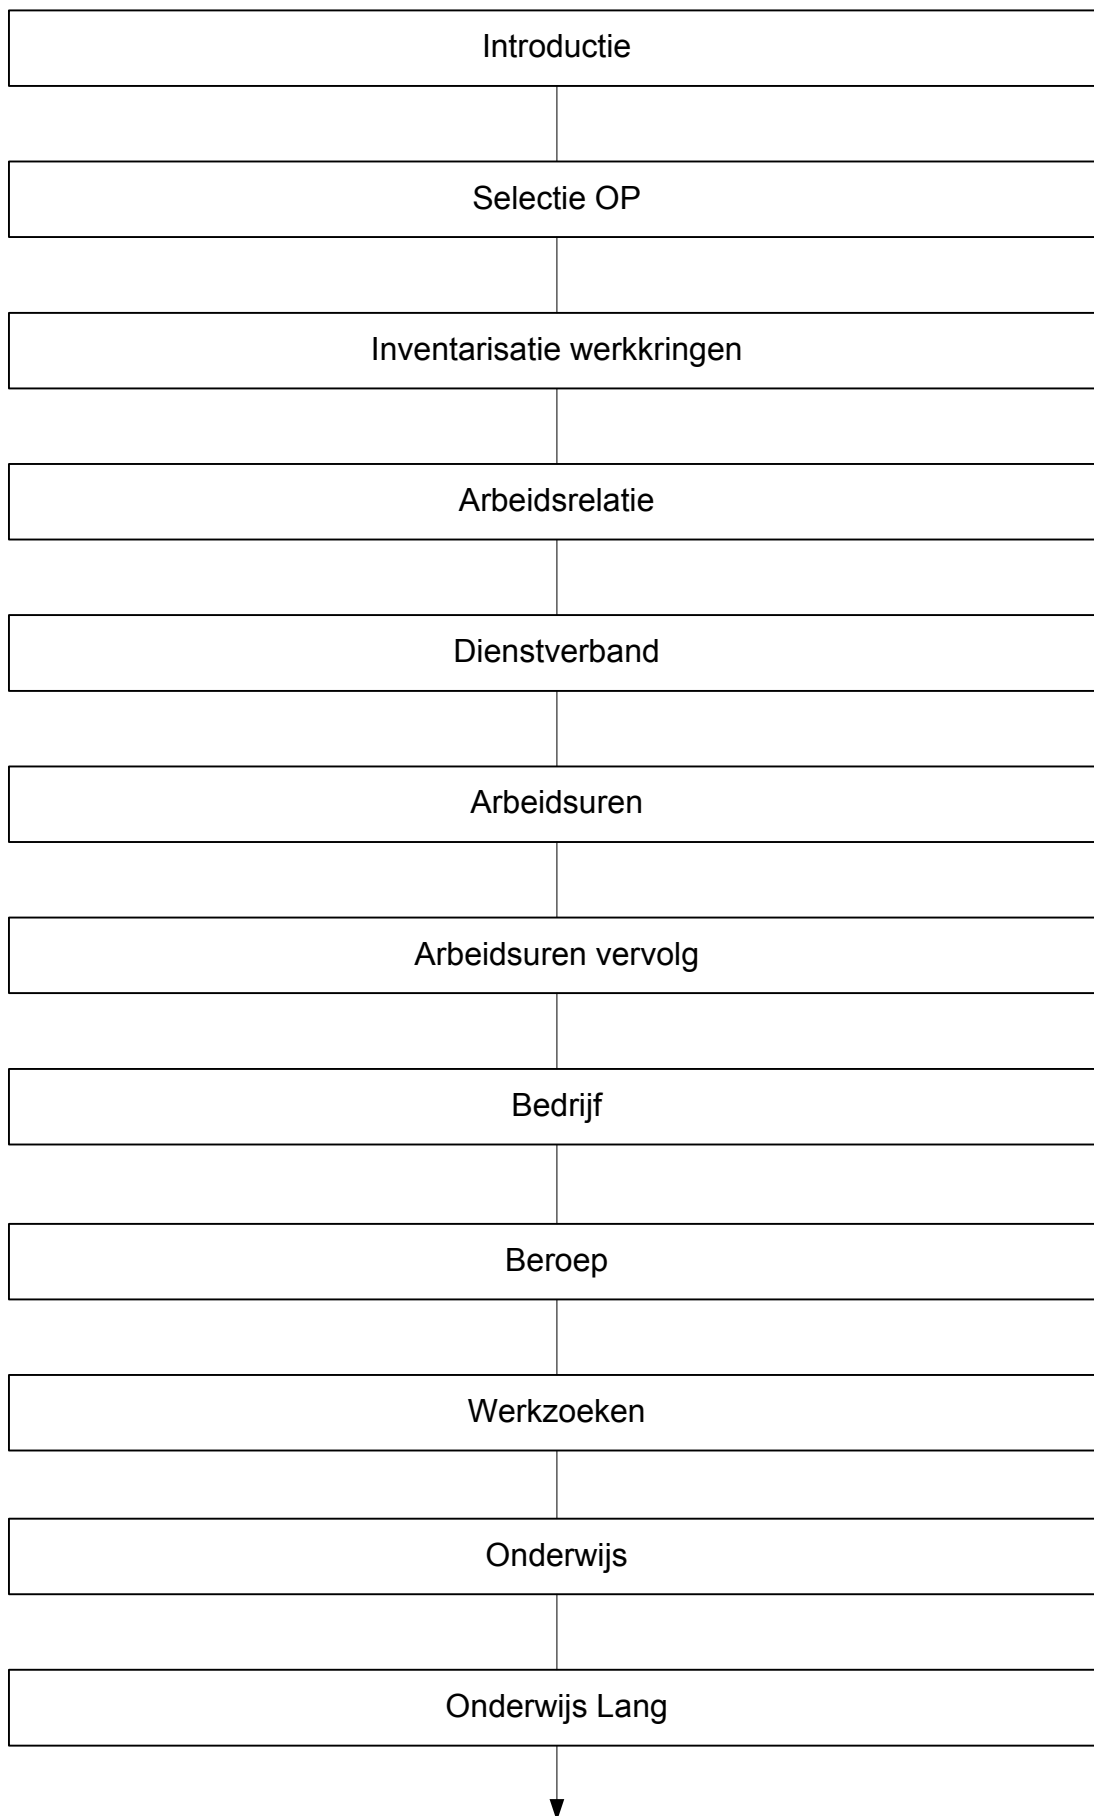 Introductie
Selectie OP
Inventarisatie werkkringen
Arbeidsrelatie
Dienstverband
Arbeidsuren
Arbeidsuren vervolg
Bedrijf
Beroep
Werkzoeken
Onderwijs
Onderwijs Lang